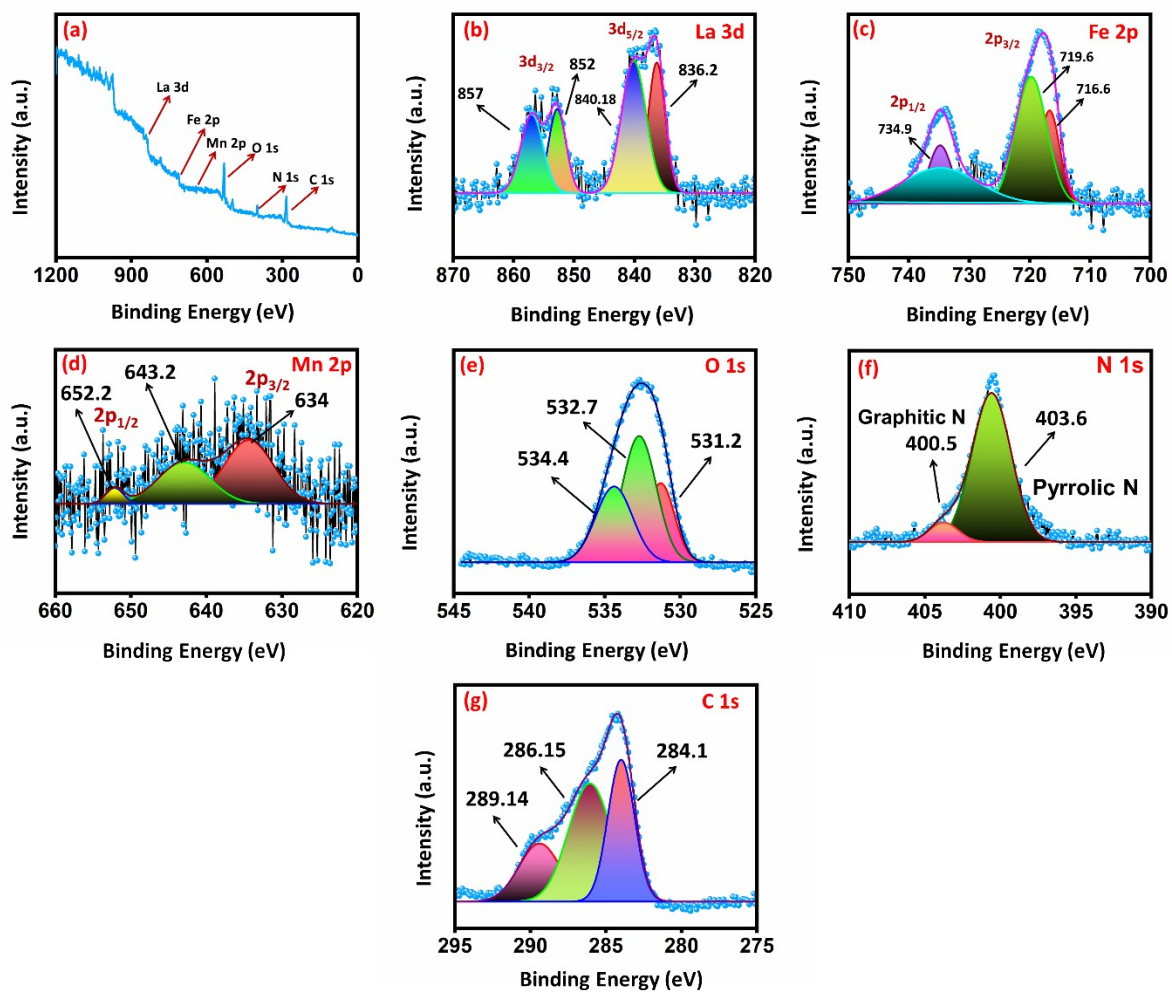 (a)
La 3d
Fe 2p
Mn 2p
O 1s
N 1s
C 1s
Intensity (a.u.)
1200 900 600 300 0
Binding Energy (eV)
(b)
La 3d
3d5/2
3d3/2
852
857
840.18
836.2
Intensity (a.u.)
870 860 850 840 830 820
Binding Energy (eV)
(c)
Fe 2p
2p3/2
719.6
716.6
2p1/2
734.9
Intensity (a.u.)
750 740 730 720 710 700
Binding Energy (eV)
(d)
Mn 2p
652.2
643.2
2p3/2
634
2p1/2
Intensity (a.u.)
660 650 640 630 620
Binding Energy (eV)
(e)
O 1s
532.7
534.4
531.2
Intensity (a.u.)
545 540 535 530 525
Binding Energy (eV)
(f)
N 1s
Graphitic N
400.5
403.6
Pyrrolic N
Intensity (a.u.)
410 405 400 395 390
Binding Energy (eV)
(g)
C 1s
286.15
284.1
289.14
Intensity (a.u.)
295 290 285 280 275
Binding Energy (eV)